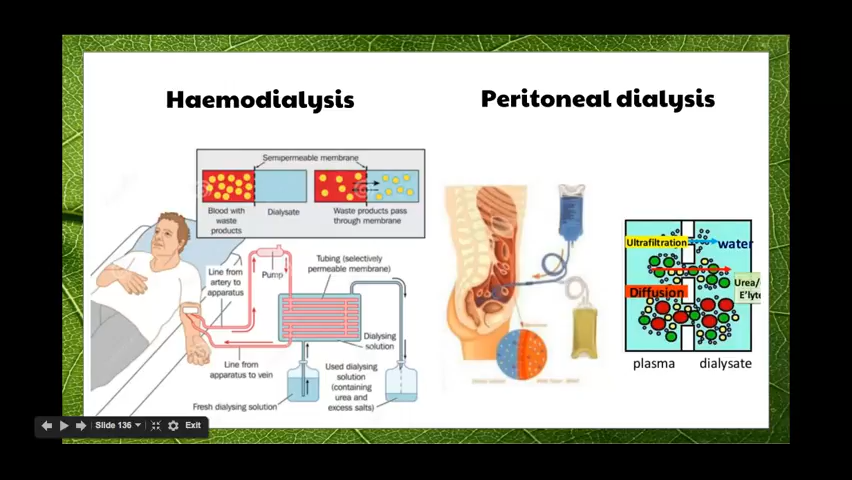 Haemodialysis
Peritoneal dialysis
Semipermeable membrane
Blood with
waste
products
Dialysate
Waste products pass
through membrane
Line from
artery to
apparatus
Pump
Tubing (selectively
permeable membrane)
Dialysing
solution
Line from
apparatus to vein
Fresh dialysing solution
Used dialysing
solution
(containing
urea and
excess salts)
Ultrafiltration
water
Diffusion
Urea/
E'lyte
plasma
dialysate
Slide 136
Exit